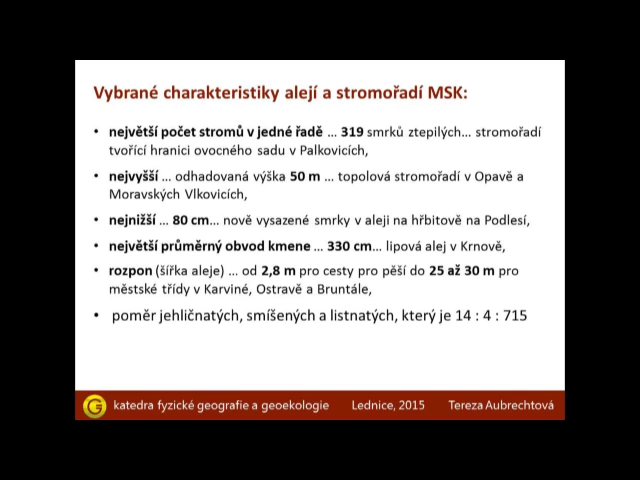 Vybrané charakteristiky alejí a stromořadí MSK:
• největší počet stromů v jedné řadě ... 319 smrků ztepilých... stromořadí
tvořící hranici ovocného sadu v Palkovicích,
• nejvyšší ... odhadovaná výška 50 m ... topolová stromořadí v Opavě a
Moravských Vlkovicích,
• nejnižší ... 80 cm... nově vysazené smrky v aleji na hřbitově na Podlesí,
• největší průměrný obvod kmene ... 330 cm... lipová alej v Krnově,
• rozpon (šířka aleje) ... od 2,8 m pro cesty pro pěší do 25 až 30 m pro
městské třídy v Karviné, Ostravě a Bruntále,
• poměr jehličnatých, smíšených a listnatých, který je 14 : 4 : 715
katedra fyzické geografie a geoekologie Lednice, 2015 Tereza Aubrechtová